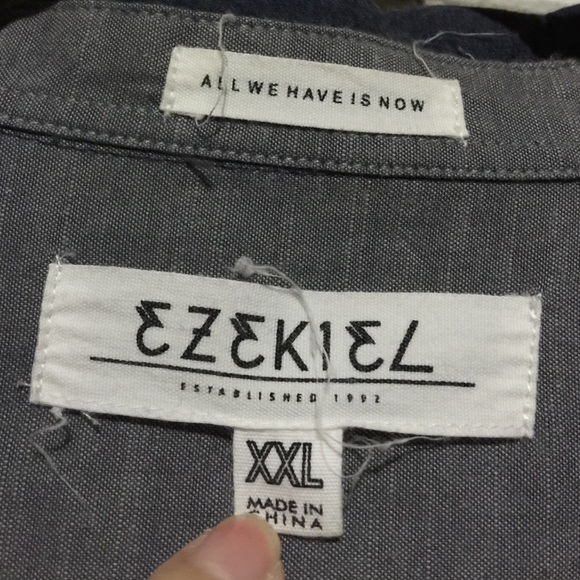 ALL WE HAVE IS NOW
EZEKIEL
ESTABLISHED 1992
XXL
MADE IN
CHINA